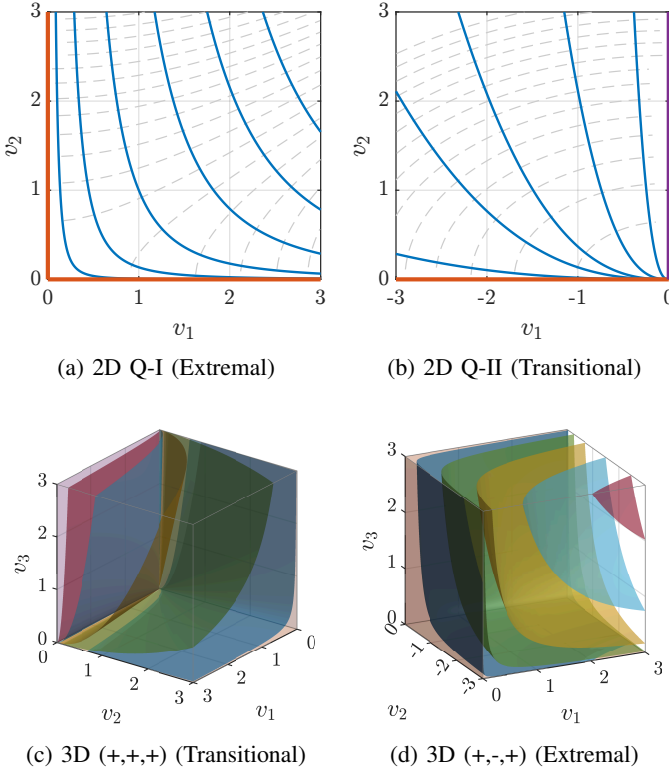 3
3
2
2
v₂
v₂
1
1
0
0
0
1
2
3
-3
-2
-1
0
v₁
v₁
(a) 2D Q-I (Extremal)
(b) 2D Q-II (Transitional)
3
2
v₃
1
0
0
1
2
3
3
2
1
0
v₂
v₁
3
2
v₃
1
0
0
-1
-2
-3
0
1
2
3
v₂
v₁
(c) 3D (+,+,+) (Transitional)
(d) 3D (+,-,+) (Extremal)